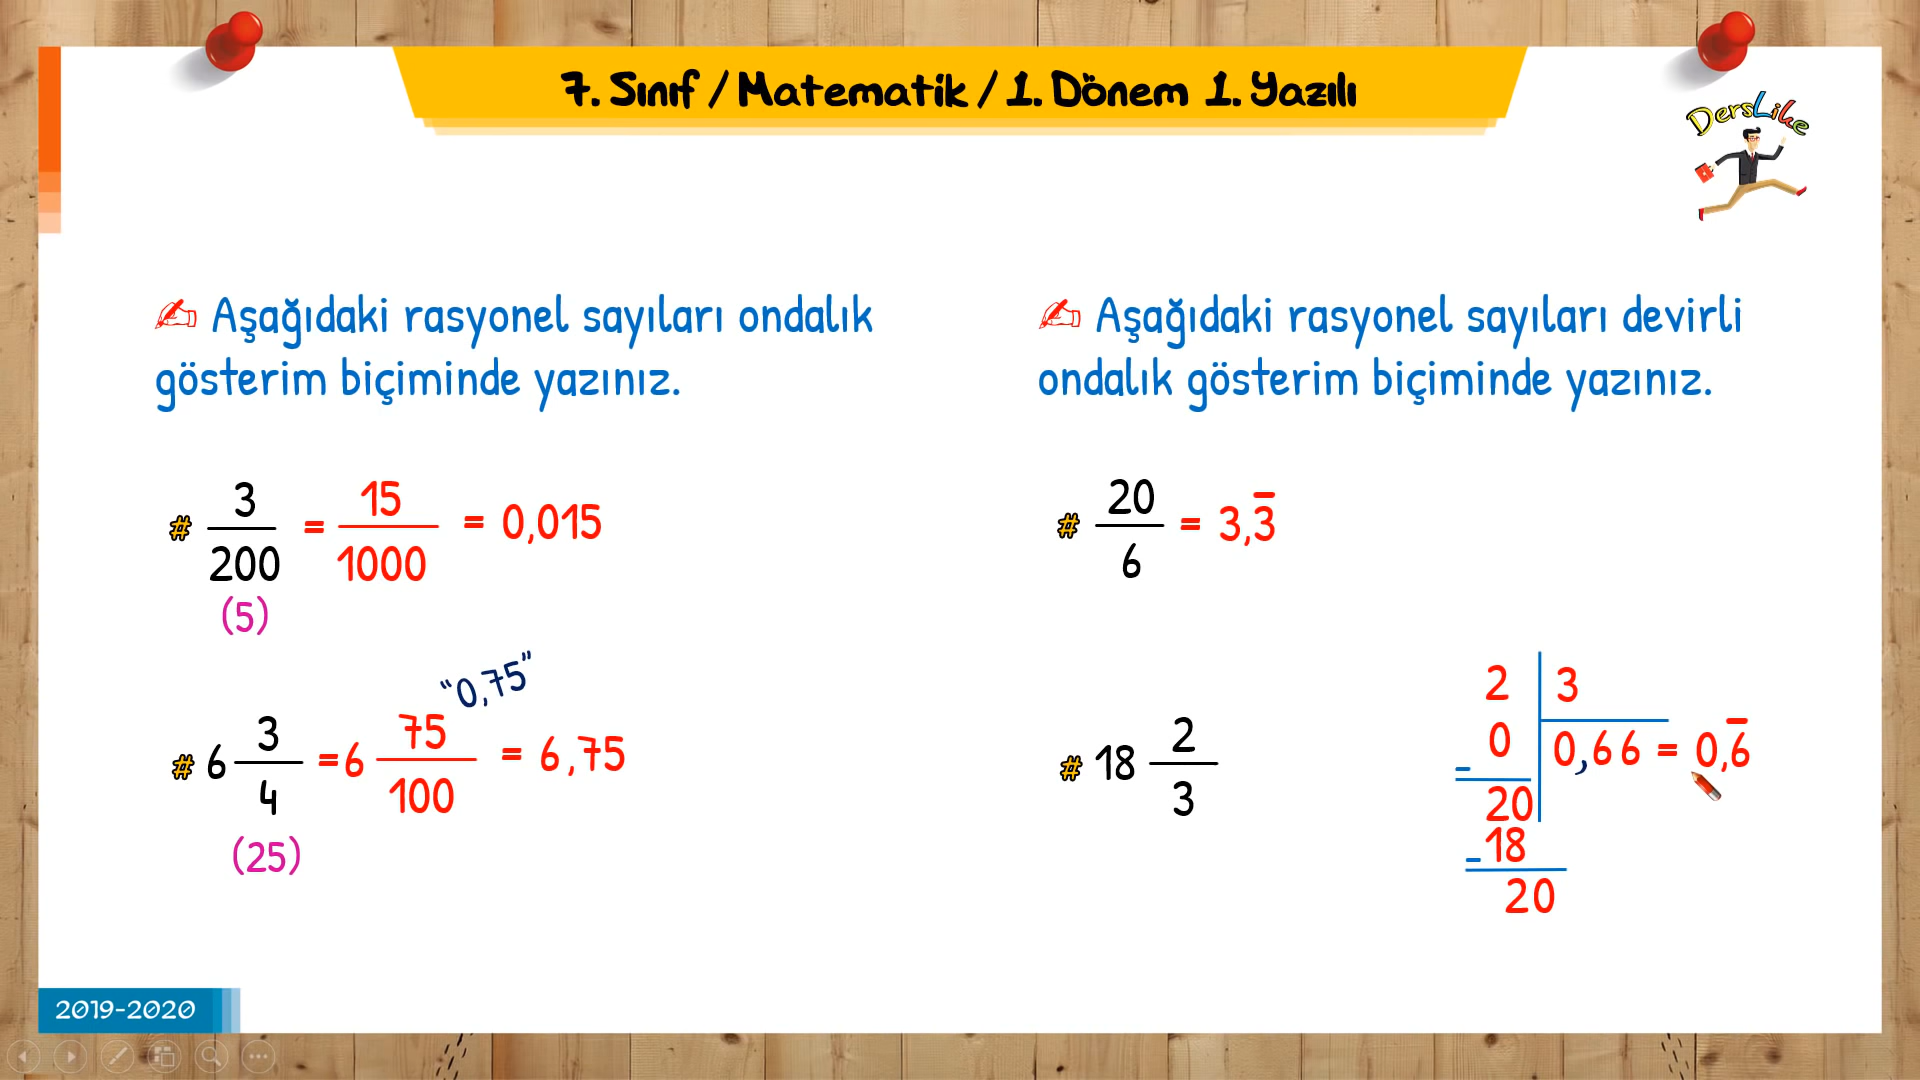 7. Sınıf / Matematik / 1. Dönem 1. Yazılı
DersLike
✍ Aşağıdaki rasyonel sayıları ondalık
gösterim biçiminde yazınız.
# 3/200 = 15/1000 = 0,015
(5)
"0,75"
# 6 3/4 = 6 75/100 = 6,75
(25)
✍ Aşağıdaki rasyonel sayıları devirli
ondalık gösterim biçiminde yazınız.
# 20/6 = 3,3̅
# 18 2/3
2 | 3
- 0 | 0,66 = 0,6̅
20
- 18
20
2019-2020